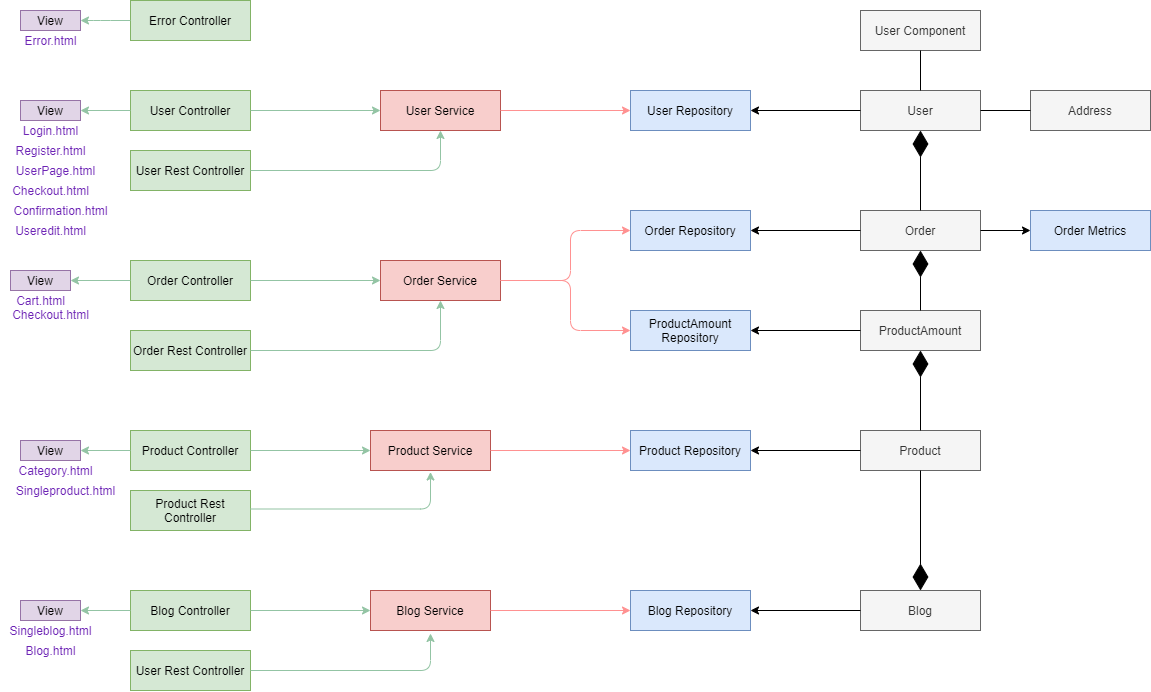 View
Error Controller
User Component
Error.html
View
User Controller
User Service
User Repository
User
Address
Login.html
Register.html
UserPage.html
User Rest Controller
Checkout.html
Confirmation.html
Useredit.html
Order Repository
Order
Order Metrics
View
Order Controller
Order Service
Cart.html
Checkout.html
ProductAmount
Repository
ProductAmount
Order Rest Controller
View
Product Controller
Product Service
Product Repository
Product
Category.html
Singleproduct.html
Product Rest
Controller
View
Blog Controller
Blog Service
Blog Repository
Blog
Singleblog.html
Blog.html
User Rest Controller